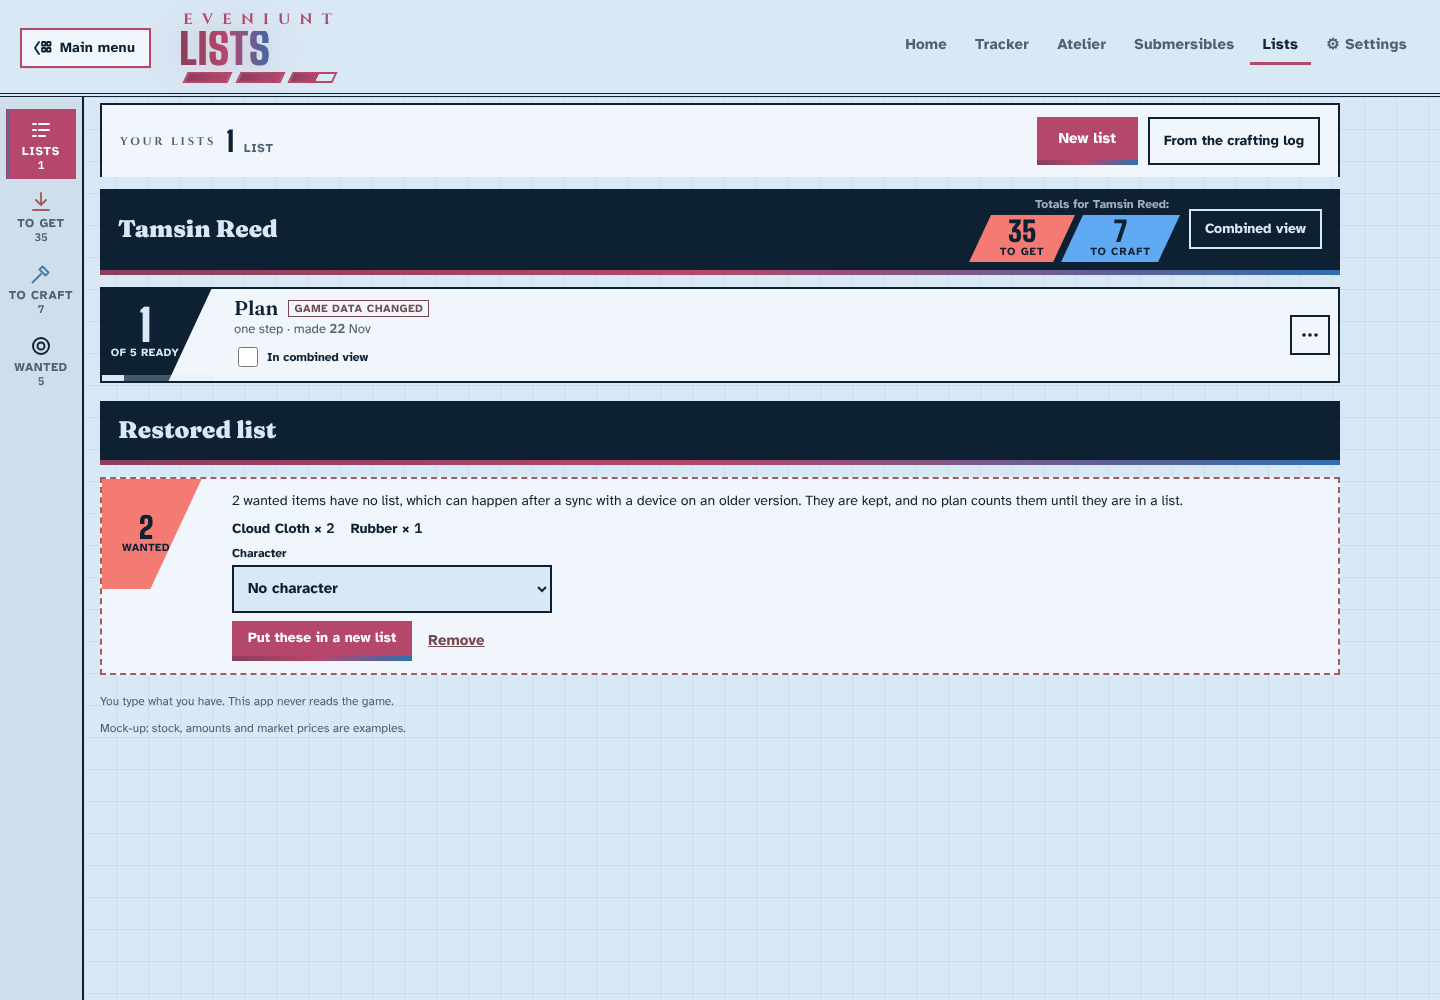 Main menu
EVENIUNT
LISTS
Home
Tracker
Atelier
Submersibles
Lists
⚙ Settings
LISTS
1
TO GET
35
TO CRAFT
7
WANTED
5
YOUR LISTS 1 LIST
New list
From the crafting log
Tamsin Reed
Totals for Tamsin Reed:
35
TO GET
7
TO CRAFT
Combined view
1
OF 5 READY
Plan
GAME DATA CHANGED
one step · made 22 Nov
In combined view
Restored list
2
WANTED
2 wanted items have no list, which can happen after a sync with a device on an older version. They are kept, and no plan counts them until they are in a list.
Cloud Cloth × 2 Rubber × 1
Character
No character
Put these in a new list
Remove
You type what you have. This app never reads the game.
Mock-up: stock, amounts and market prices are examples.